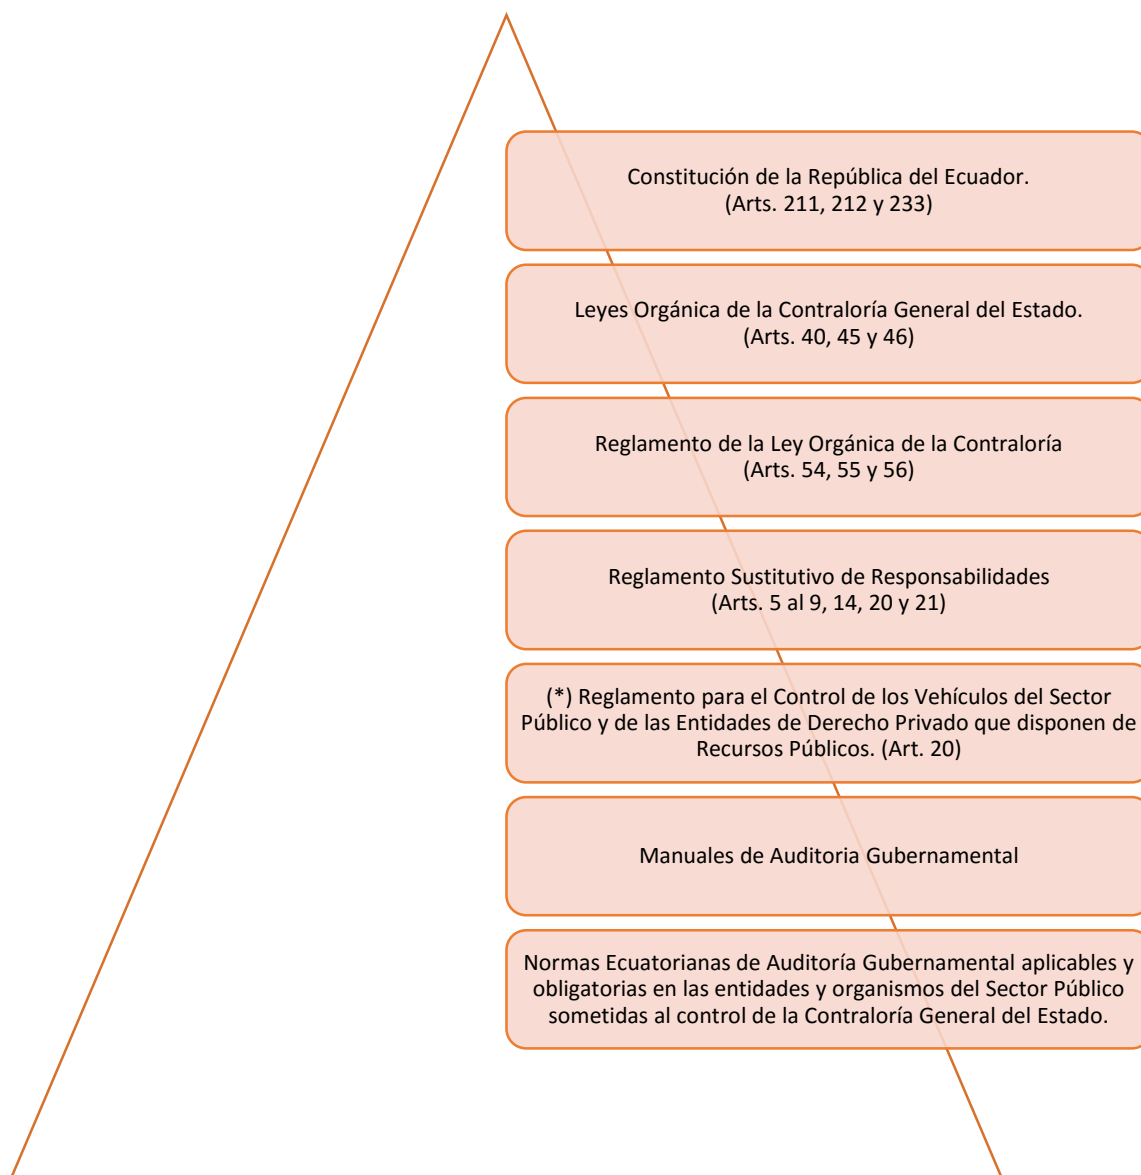 Constitución de la República del Ecuador.
(Arts. 211, 212 y 233)
Leyes Orgánica de la Contraloría General del Estado.
(Arts. 40, 45 y 46)
Reglamento de la Ley Orgánica de la Contraloría
(Arts. 54, 55 y 56)
Reglamento Sustitutivo de Responsabilidades
(Arts. 5 al 9, 14, 20 y 21)
(*) Reglamento para el Control de los Vehículos del Sector
Público y de las Entidades de Derecho Privado que disponen de
Recursos Públicos. (Art. 20)
Manuales de Auditoria Gubernamental
Normas Ecuatorianas de Auditoría Gubernamental aplicables y
obligatorias en las entidades y organismos del Sector Público
sometidas al control de la Contraloría General del Estado.